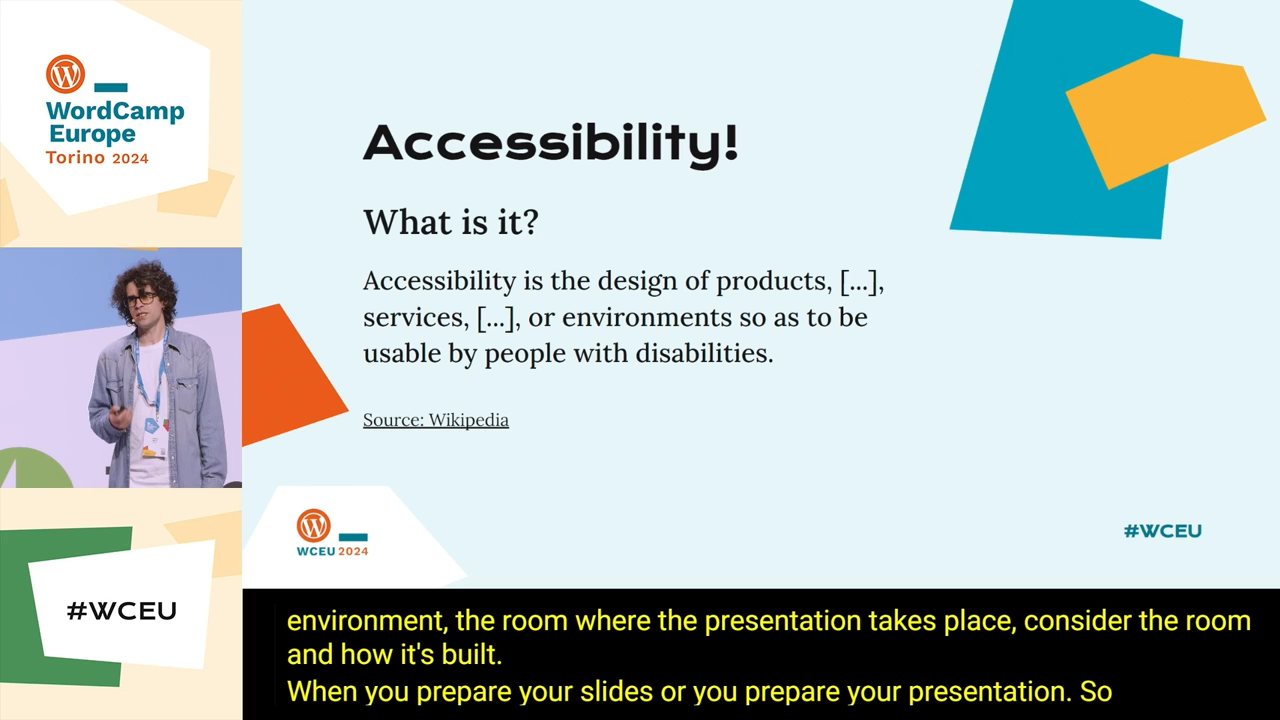 WordCamp
Europe
Torino 2024
Accessibility!
What is it?
Accessibility is the design of products, [...],
services, [...], or environments so as to be
usable by people with disabilities.
Source: Wikipedia
WCEU 2024
#WCEU
#WCEU
environment, the room where the presentation takes place, consider the room
and how it's built.
When you prepare your slides or you prepare your presentation. So